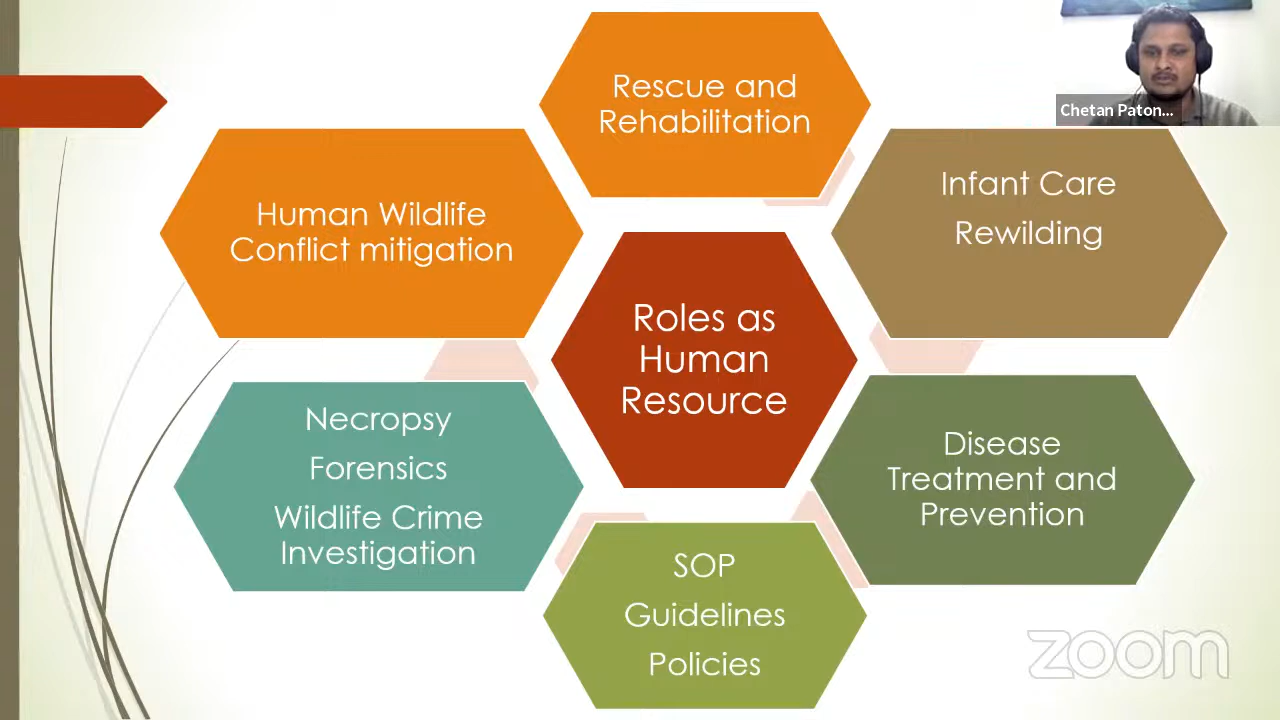 Rescue and
Rehabilitation
Chetan Paton...
Infant Care
Rewilding
Human Wildlife
Conflict mitigation
Roles as
Human
Resource
Disease
Treatment and
Prevention
Necropsy
Forensics
Wildlife Crime
Investigation
SOP
Guidelines
Policies
zoom